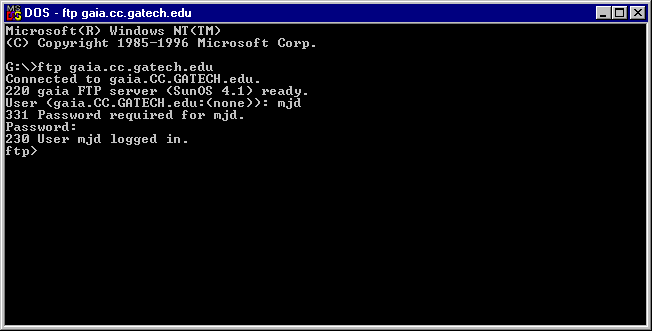 DOS - ftp gaia.cc.gatech.edu
Microsoft(R) Windows NT(TM)
(C) Copyright 1985-1996 Microsoft Corp.
G:\>ftp gaia.cc.gatech.edu
Connected to gaia.CC.GATECH.edu.
220 gaia FTP server (SunOS 4.1) ready.
User (gaia.CC.GATECH.edu:(none)): mjd
331 Password required for mjd.
Password:
230 User mjd logged in.
ftp>